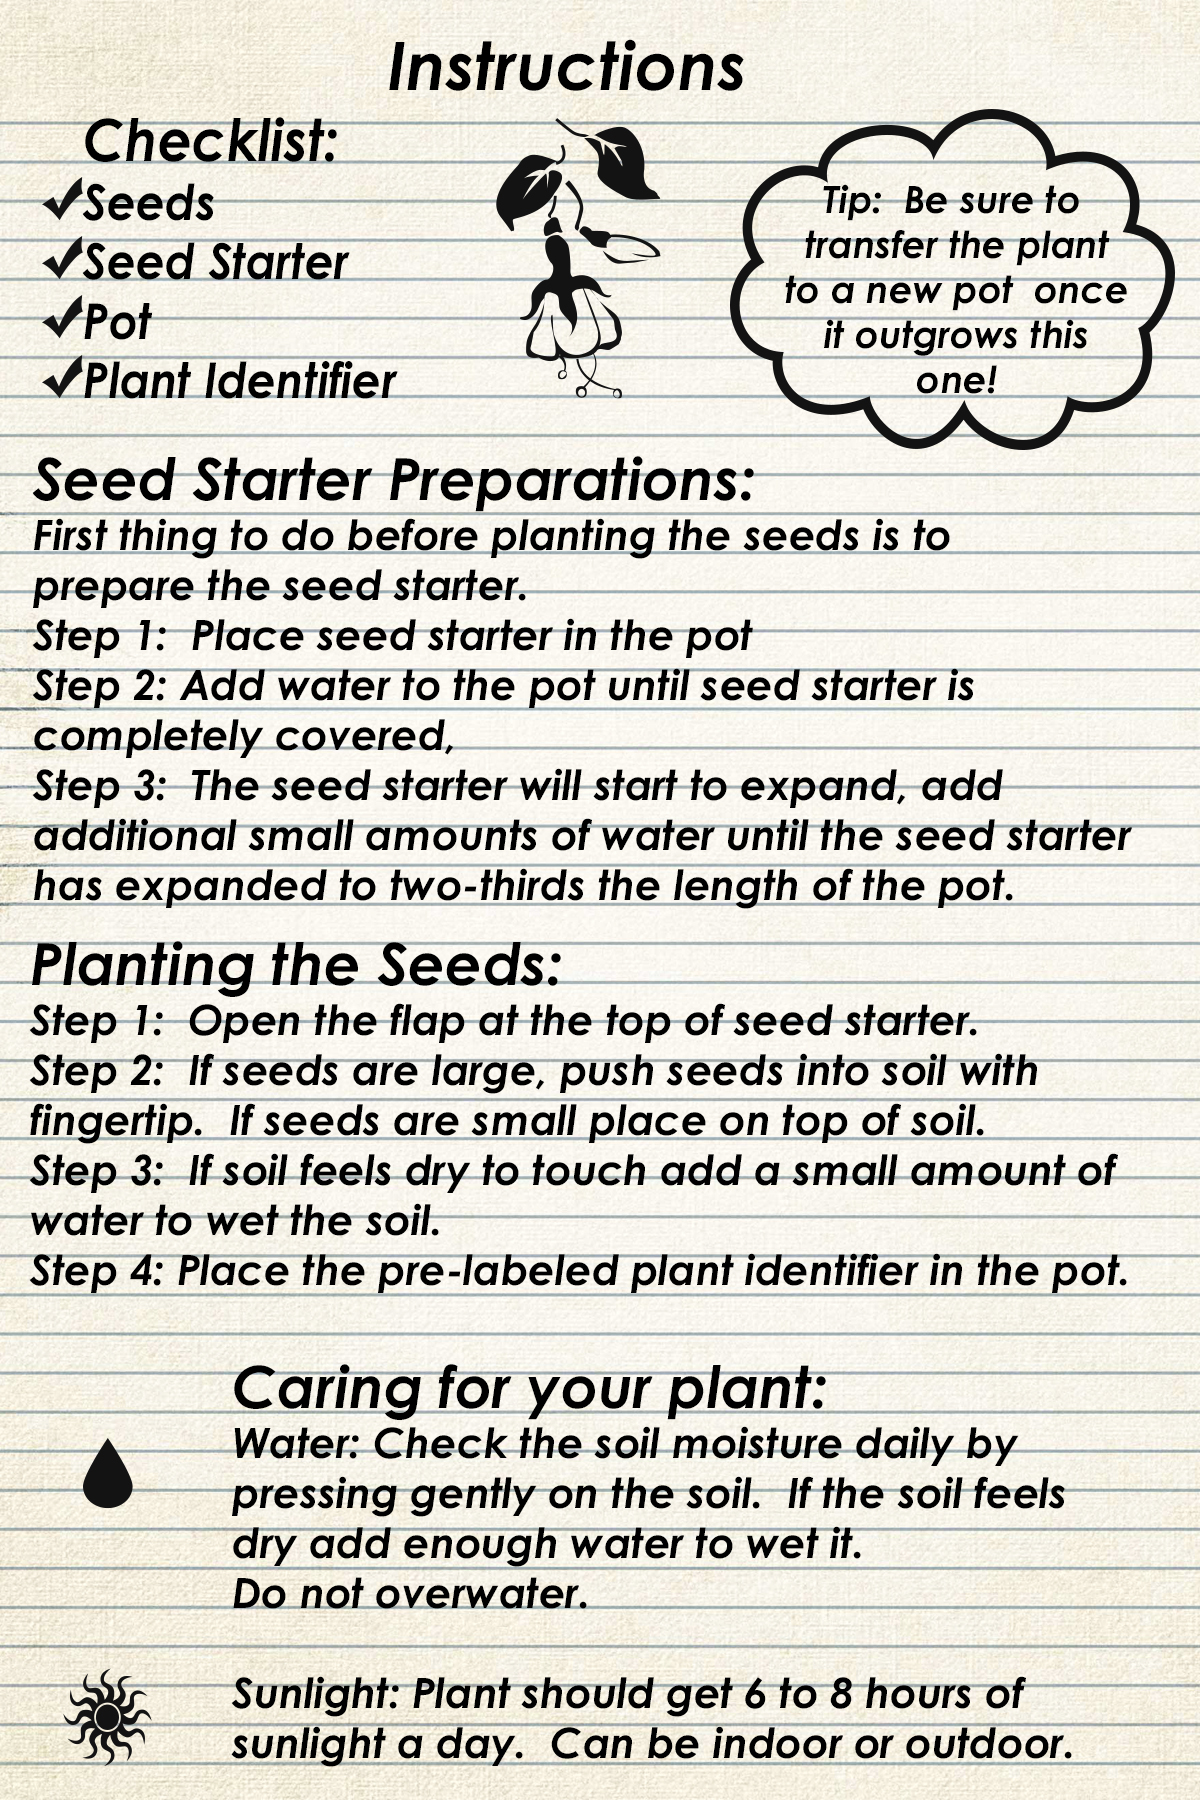 Instructions
Checklist:
Seeds
Seed Starter
Pot
Plant Identifier
Tip:  Be sure to
transfer the plant
to a new pot  once
it outgrows this
one!
Seed Starter Preparations:
First thing to do before planting the seeds is to
prepare the seed starter.
Step 1:  Place seed starter in the pot
Step 2: Add water to the pot until seed starter is
completely covered,
Step 3:  The seed starter will start to expand, add
additional small amounts of water until the seed starter
has expanded to two-thirds the length of the pot.
Planting the Seeds:
Step 1:  Open the flap at the top of seed starter.
Step 2:  If seeds are large, push seeds into soil with
fingertip.  If seeds are small place on top of soil.
Step 3:  If soil feels dry to touch add a small amount of
water to wet the soil.
Step 4: Place the pre-labeled plant identifier in the pot.
Caring for your plant:
Water: Check the soil moisture daily by
pressing gently on the soil.  If the soil feels
dry add enough water to wet it.
Do not overwater.
Sunlight: Plant should get 6 to 8 hours of
sunlight a day.  Can be indoor or outdoor.